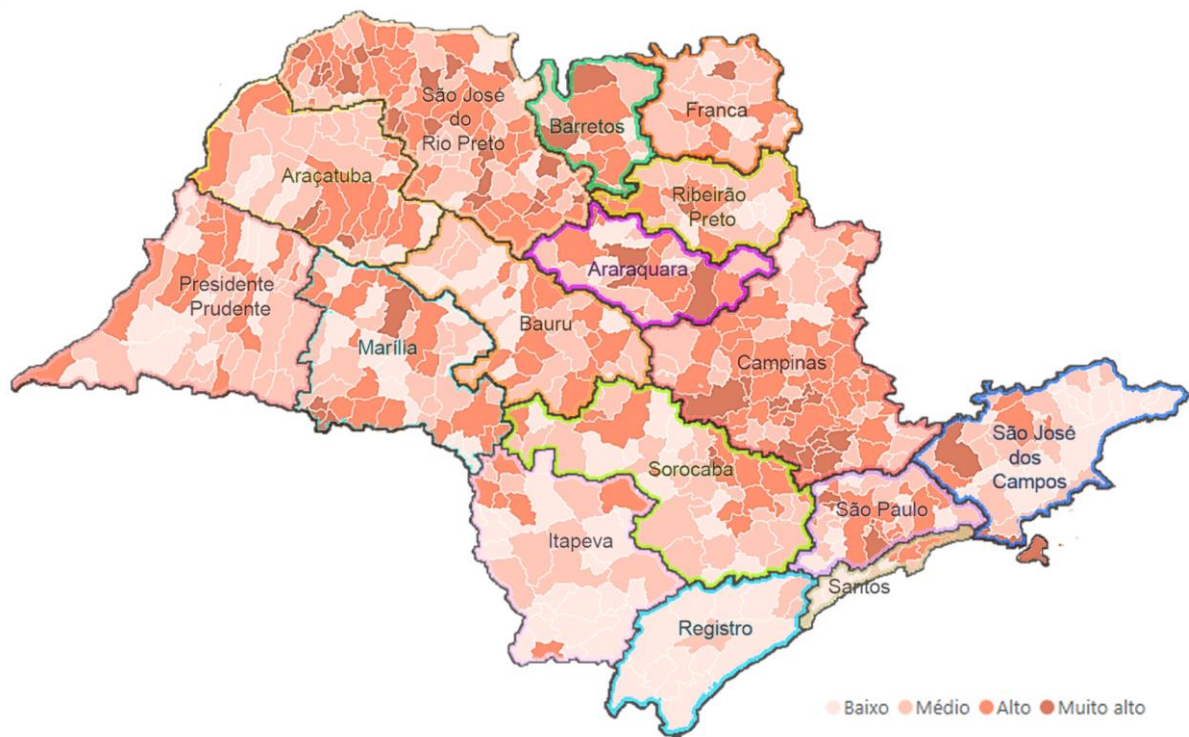 São José
do
Rio Preto
Barretos
Franca
Araçatuba
Ribeirão
Preto
Araraquara
Presidente
Prudente
Marília
Bauru
Campinas
São José
dos
Campos
Sorocaba
São Paulo
Itapeva
Santos
Registro
Baixo Médio Alto Muito alto